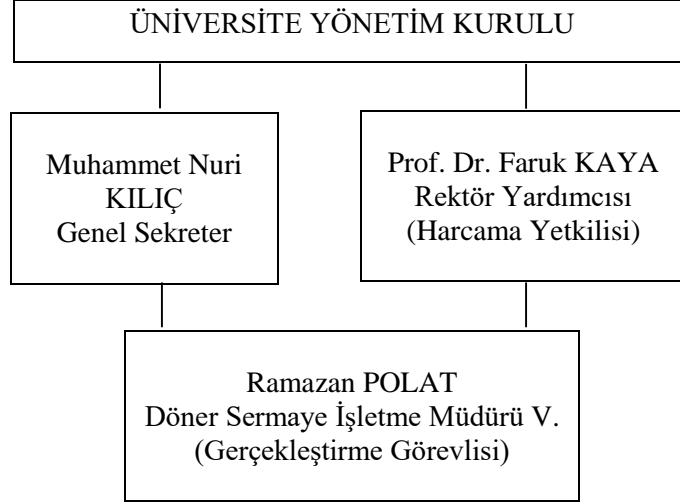 ÜNİVERSİTE YÖNETİM KURULU
Muhammet Nuri
KILIÇ
Genel Sekreter
Prof. Dr. Faruk KAYA
Rektör Yardımcısı
(Harcama Yetkilisi)
Ramazan POLAT
Döner Sermaye İşletme Müdürü V.
(Gerçekleştirme Görevlisi)